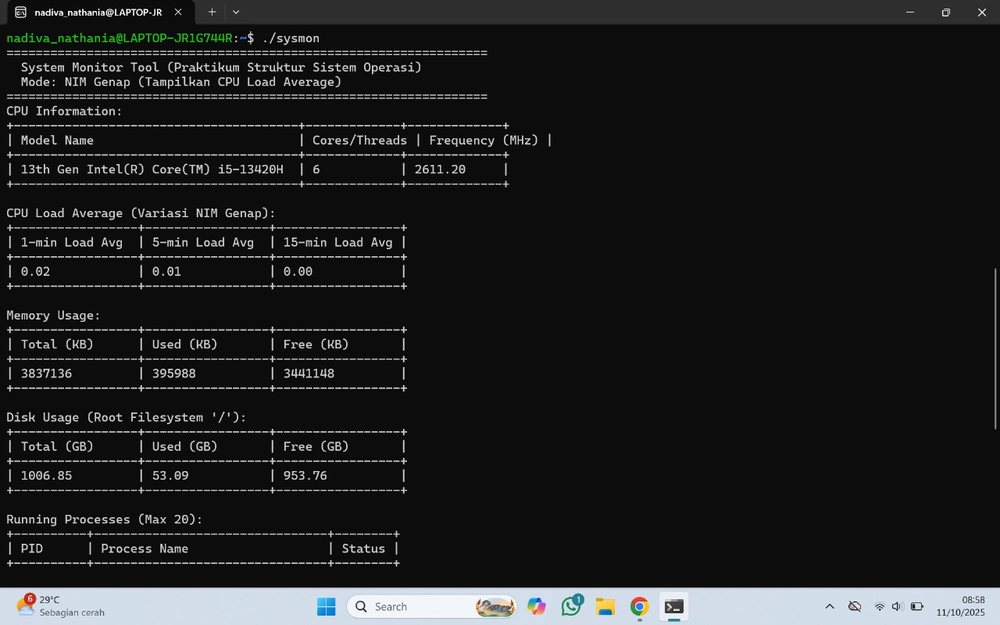 nadiva_nathania@LAPTOP-JR
nadiva_nathania@LAPTOP-JR1G744R:~$ ./sysmon
==================================================================
System Monitor Tool (Praktikum Struktur Sistem Operasi)
Mode: NIM Genap (Tampilkan CPU Load Average)
==================================================================
CPU Information:
+---------------------------------------+-------------+-------------+
| Model Name                            | Cores/Threads | Frequency (MHz) |
+---------------------------------------+-------------+-------------+
| 13th Gen Intel(R) Core(TM) i5-13420H  | 6           | 2611.20     |
+---------------------------------------+-------------+-------------+
CPU Load Average (Variasi NIM Genap):
+-----------------+-----------------+-----------------+
| 1-min Load Avg  | 5-min Load Avg  | 15-min Load Avg |
+-----------------+-----------------+-----------------+
| 0.02            | 0.01            | 0.00            |
+-----------------+-----------------+-----------------+
Memory Usage:
+-----------------+-----------------+-----------------+
| Total (KB)      | Used (KB)       | Free (KB)       |
+-----------------+-----------------+-----------------+
| 3837136         | 395988          | 3441148         |
+-----------------+-----------------+-----------------+
Disk Usage (Root Filesystem '/'):
+-----------------+-----------------+-----------------+
| Total (GB)      | Used (GB)       | Free (GB)       |
+-----------------+-----------------+-----------------+
| 1006.85         | 53.09           | 953.76          |
+-----------------+-----------------+-----------------+
Running Processes (Max 20):
+----------+--------------------------------+--------+
| PID      | Process Name                   | Status |
+----------+--------------------------------+--------+
6
29°C
Sebagian cerah
Search
1
08:58
11/10/2025